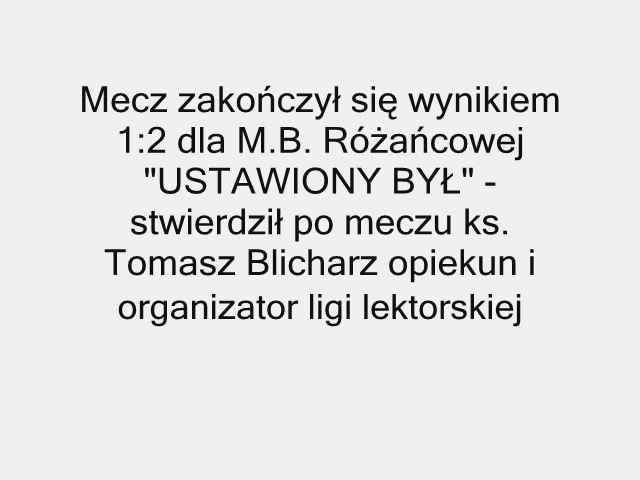 Mecz zakończył się wynikiem
1:2 dla M.B. Różańcowej
"USTAWIONY BYŁ" -
stwierdził po meczu ks.
Tomasz Blicharz opiekun i
organizator ligi lektorskiej